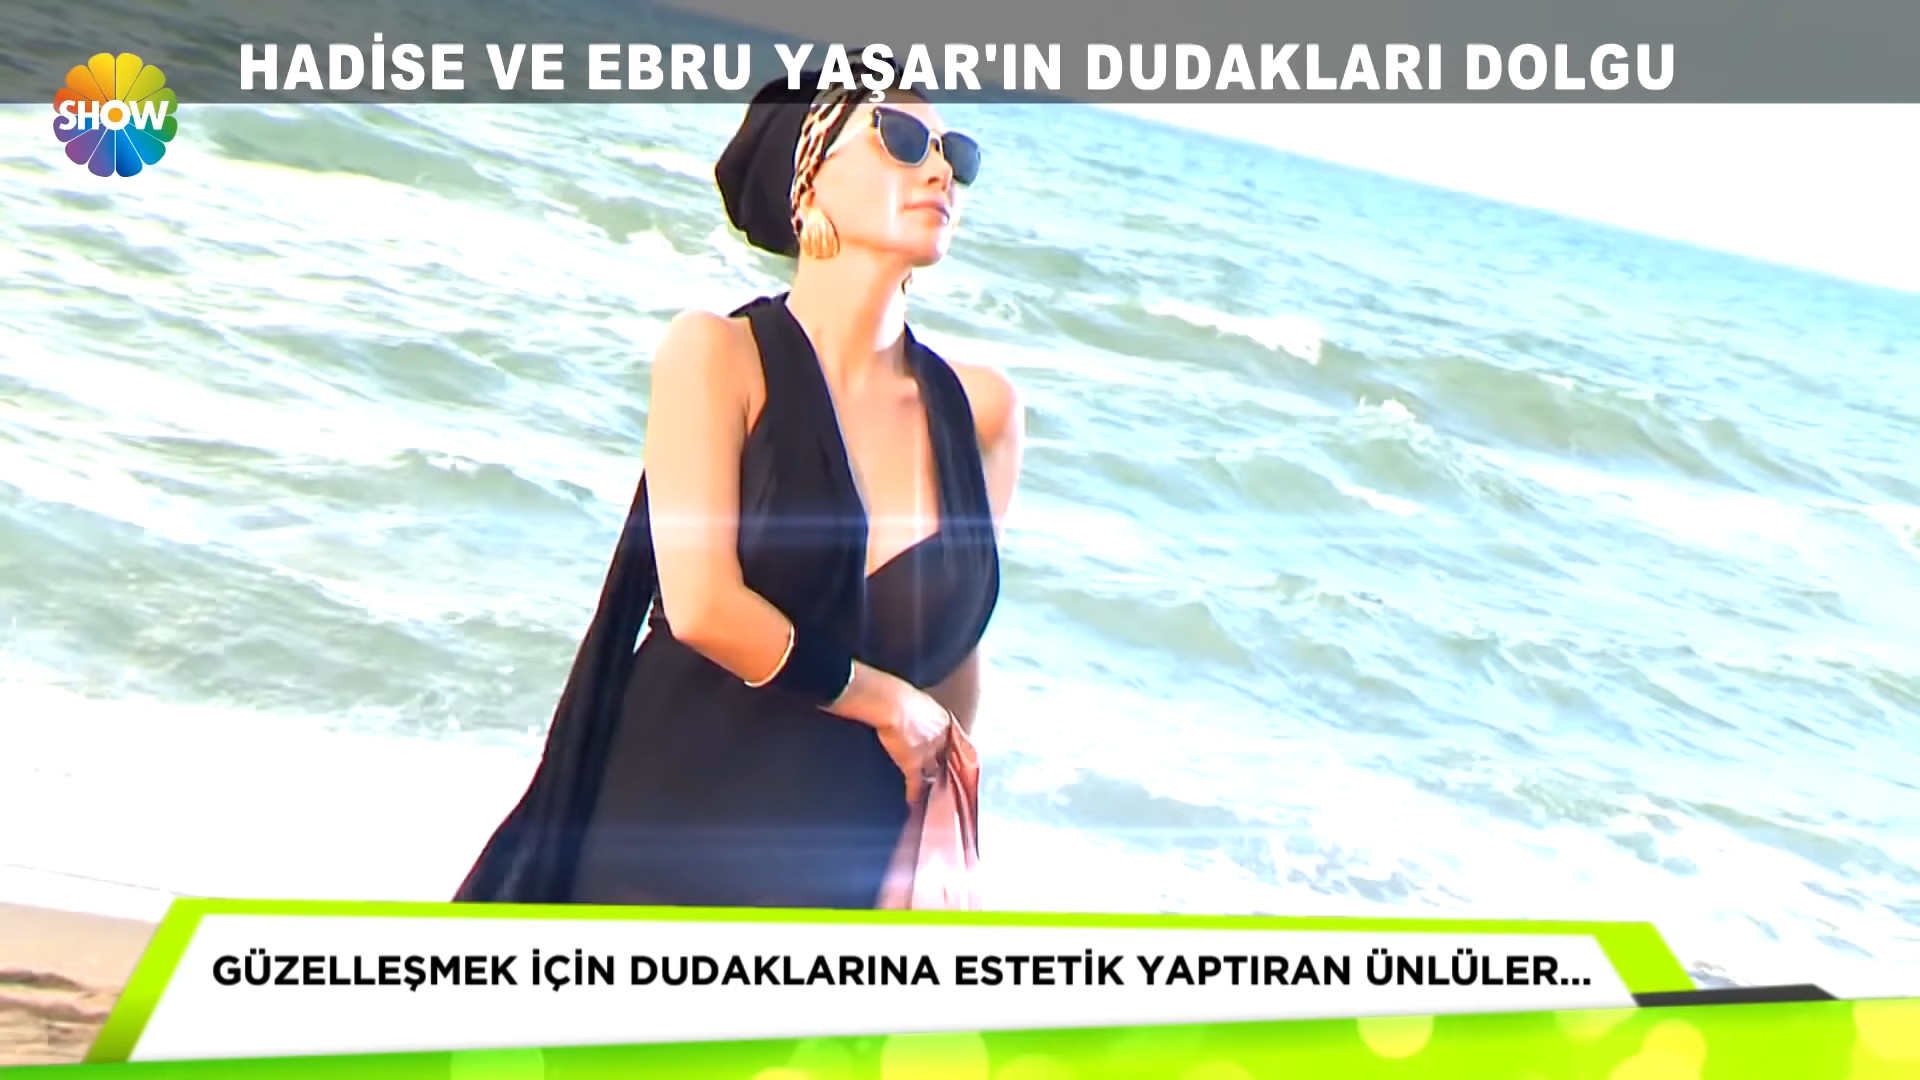 HADİSE VE EBRU YAŞAR'IN DUDAKLARI DOLGU
SHOW
GÜZELLEŞMEK İÇİN DUDAKLARINA ESTETİK YAPTIRAN ÜNLÜLER...